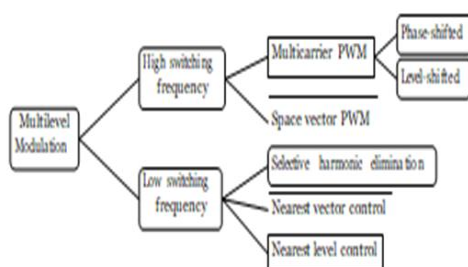 Phase-shifted
High switching
frequency
Multicarrier PWM
Level-shifted
Multilevel
Modulation
Space vector PWM
Low switching
frequency
Selective harmonic elimination
Nearest vector control
Nearest level control